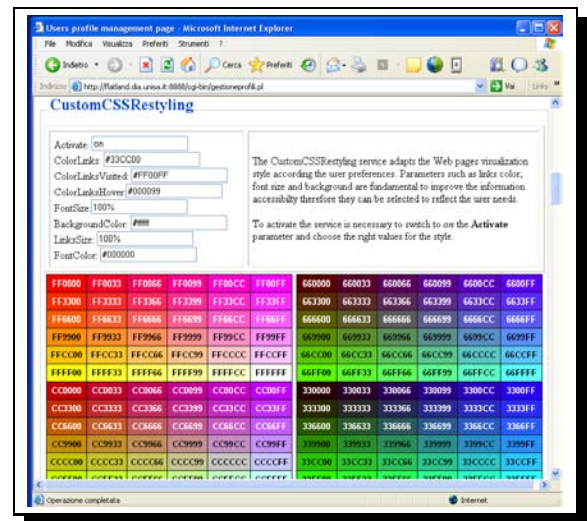 Users profile management page - Microsoft Internet Explorer
File Modifica Visualizza Preferiti Strumenti ?
Indietro Cerca Preferiti
Indirizzo http://flatland.dia.unisa.it:8888/cgi-bin/gestioneprofili.pl Vai Links »
CustomCSSRestyling
Activate: on
ColorLinks: #33CC00
ColorLinksVisited: #FF00FF
ColorLinksHover: #000099
FontSize: 100%
BackgroundColor: #ffffff
LinksSize: 100%
FontColor: #000000
The CustomCSSRestyling service adapts the Web pages visualization
style according the user preferences. Parameters such as links color,
font size and background are fundamental to improve the information
accessibilty therefore they can be selected to reflect the user needs.
To activate the service is necessary to switch to on the Activate
parameter and choose the right values for the style.
FF0000 FF0033 FF0066 FF0099 FF00CC FF00FF 660000 660033 660066 660099 6600CC 6600FF
FF3300 FF3333 FF3366 FF3399 FF33CC FF33FF 663300 663333 663366 663399 6633CC 6633FF
FF6600 FF6633 FF6666 FF6699 FF66CC FF66FF 666600 666633 666666 666699 6666CC 6666FF
FF9900 FF9933 FF9966 FF9999 FF99CC FF99FF 669900 669933 669966 669999 6699CC 6699FF
FFCC00 FFCC33 FFCC66 FFCC99 FFCCCC FFCCFF 66CC00 66CC33 66CC66 66CC99 66CCCC 66CCFF
FFFF00 FFFF33 FFFF66 FFFF99 FFFFCC FFFFFF 66FF00 66FF33 66FF66 66FF99 66FFCC 66FFFF
CC0000 CC0033 CC0066 CC0099 CC00CC CC00FF 330000 330033 330066 330099 3300CC 3300FF
CC3300 CC3333 CC3366 CC3399 CC33CC CC33FF 333300 333333 333366 333399 3333CC 3333FF
CC6600 CC6633 CC6666 CC6699 CC66CC CC66FF 336600 336633 336666 336699 3366CC 3366FF
CC9900 CC9933 CC9966 CC9999 CC99CC CC99FF 339900 339933 339966 339999 3399CC 3399FF
CCCC00 CCCC33 CCCC66 CCCC99 CCCCCC CCCCFF 33CC00 33CC33 33CC66 33CC99 33CCCC 33CCFF
Operazione completata Internet